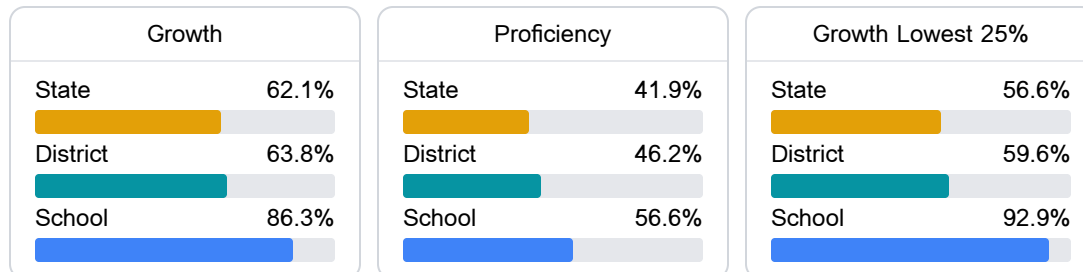 Growth
State 62.1%
District 63.8%
School 86.3%
Proficiency
State 41.9%
District 46.2%
School 56.6%
Growth Lowest 25%
State 56.6%
District 59.6%
School 92.9%